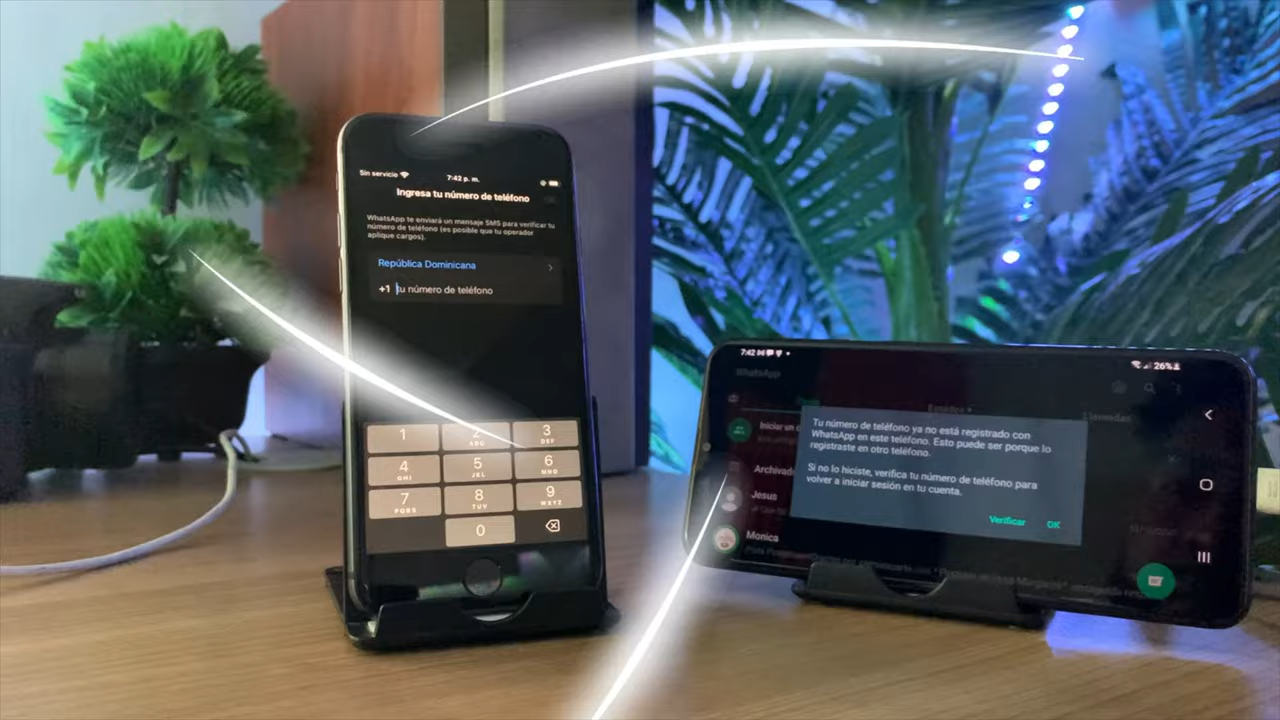 Sin servicio
7:42 p. m.
Ingresa tu número de teléfono
WhatsApp te enviará un mensaje SMS para verificar tu
número de teléfono (es posible que tu operador
aplique cargos).
República Dominicana
+1 tu número de teléfono
1
2
ABC
3
DEF
4
GHI
5
JKL
6
MNO
7
PQRS
8
TUV
9
WXYZ
0
7:42
26%
WhatsApp
Estados
Llamadas
Iniciar un
Tu número de teléfono ya no está registrado con
WhatsApp en este teléfono. Esto puede ser porque lo
registraste en otro teléfono.
Si no lo hiciste, verifica tu número de teléfono para
volver a iniciar sesión en tu cuenta.
Verificar
OK
Archivad
Jesus
Monica